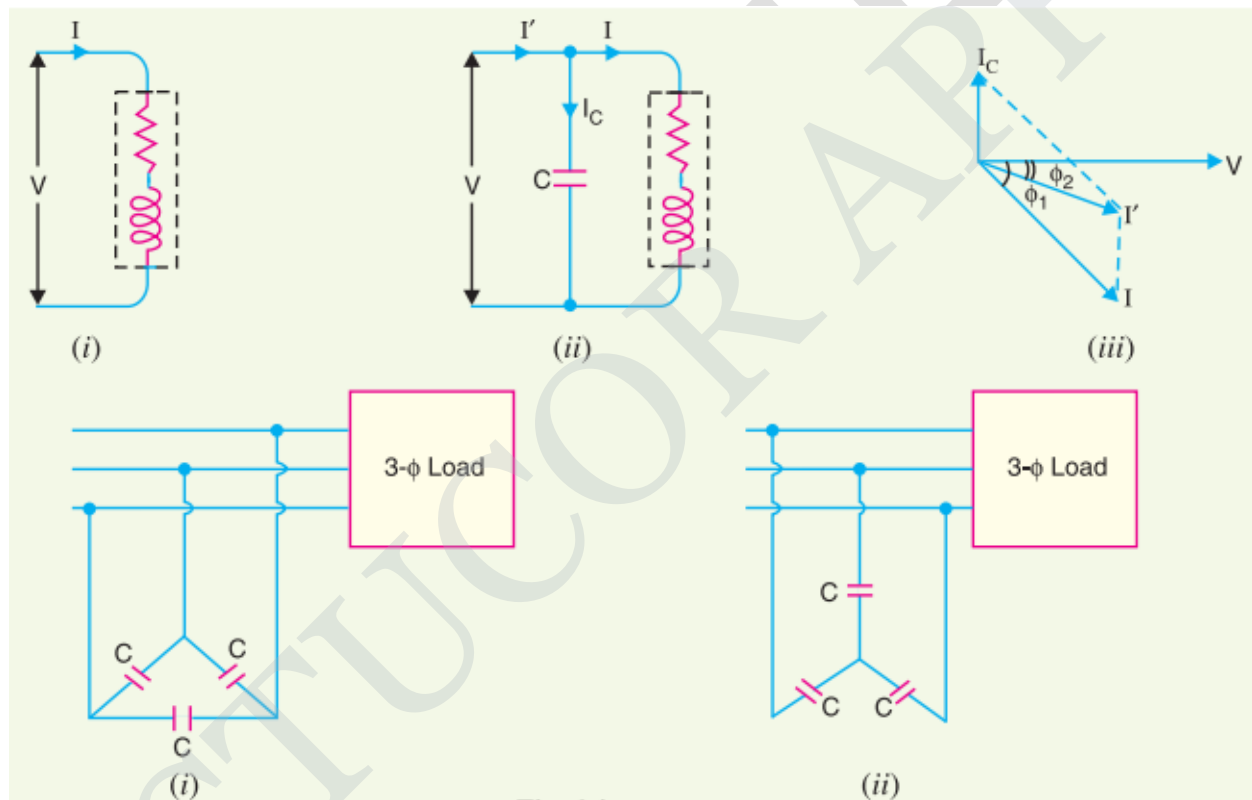 I
V
(i)
I′ I
I_C
C
V
(ii)
I_C
V
ϕ₂
ϕ₁
I′
I
(iii)
3-ϕ Load
C C
C
(i)
3-ϕ Load
C
C C
(ii)